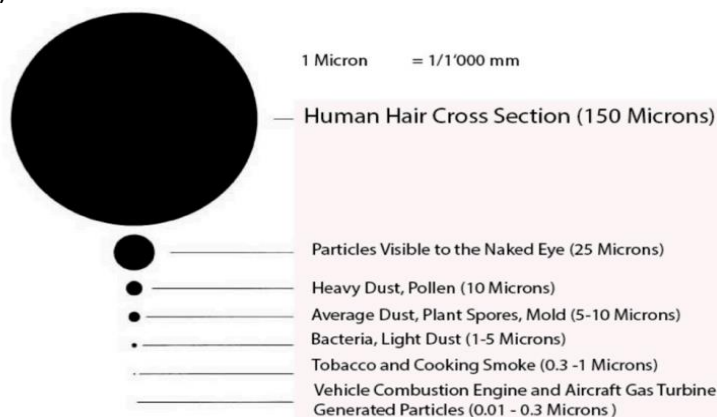 1 Micron = 1/1'000 mm
Human Hair Cross Section (150 Microns)
Particles Visible to the Naked Eye (25 Microns)
Heavy Dust, Pollen (10 Microns)
Average Dust, Plant Spores, Mold (5-10 Microns)
Bacteria, Light Dust (1-5 Microns)
Tobacco and Cooking Smoke (0.3 -1 Microns)
Vehicle Combustion Engine and Aircraft Gas Turbine
Generated Particles (0.01 - 0.3 Microns )